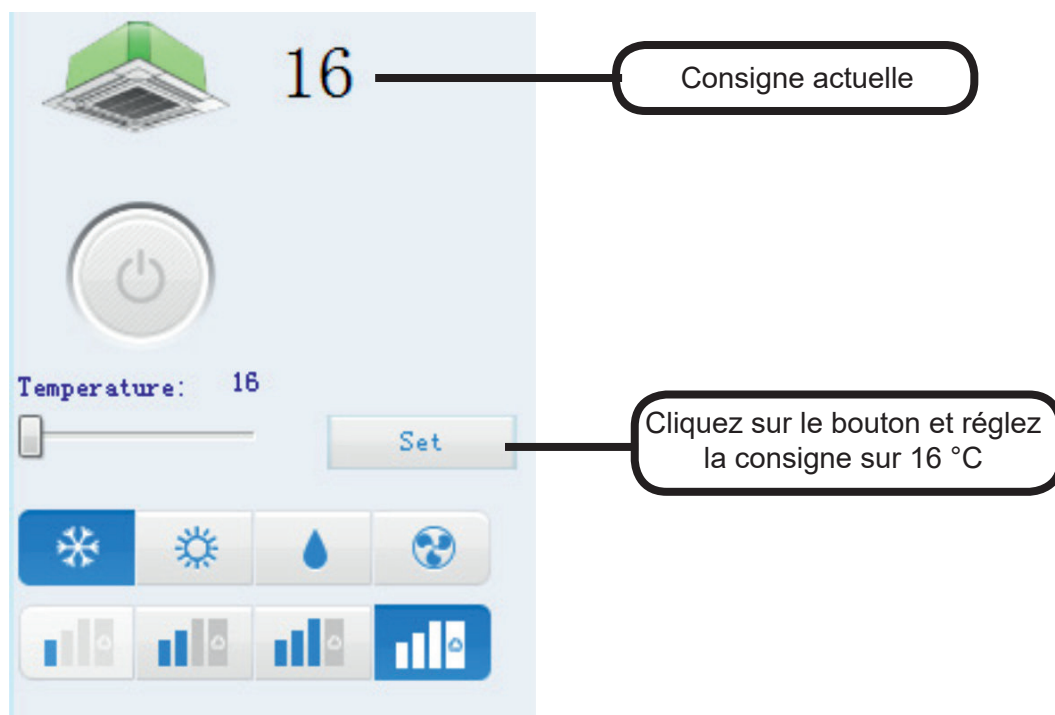 16
Consigne actuelle
Temperature: 16
Set
Cliquez sur le bouton et réglez
la consigne sur 16 °C